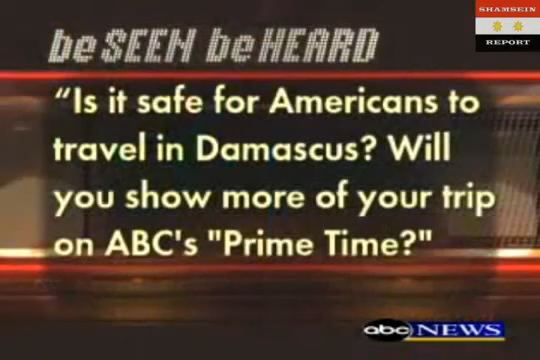 SHAMSEIN
REPORT
be SEEN be HEARD
“Is it safe for Americans to
travel in Damascus? Will
you show more of your trip
on ABC's "Prime Time?"
abc NEWS